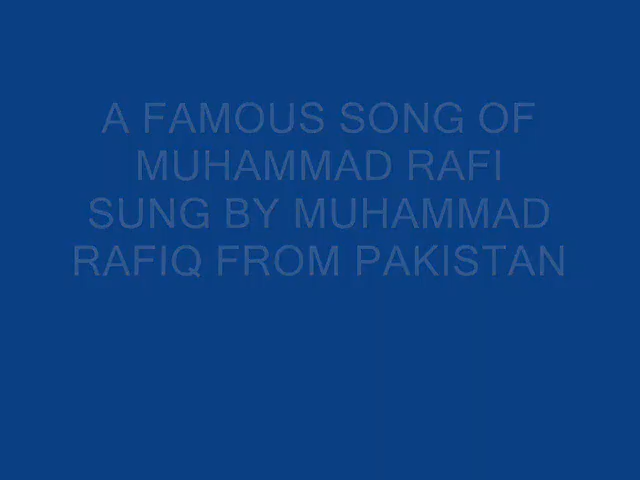 A FAMOUS SONG OF
MUHAMMAD RAFI
SUNG BY MUHAMMAD
RAFIQ FROM PAKISTAN